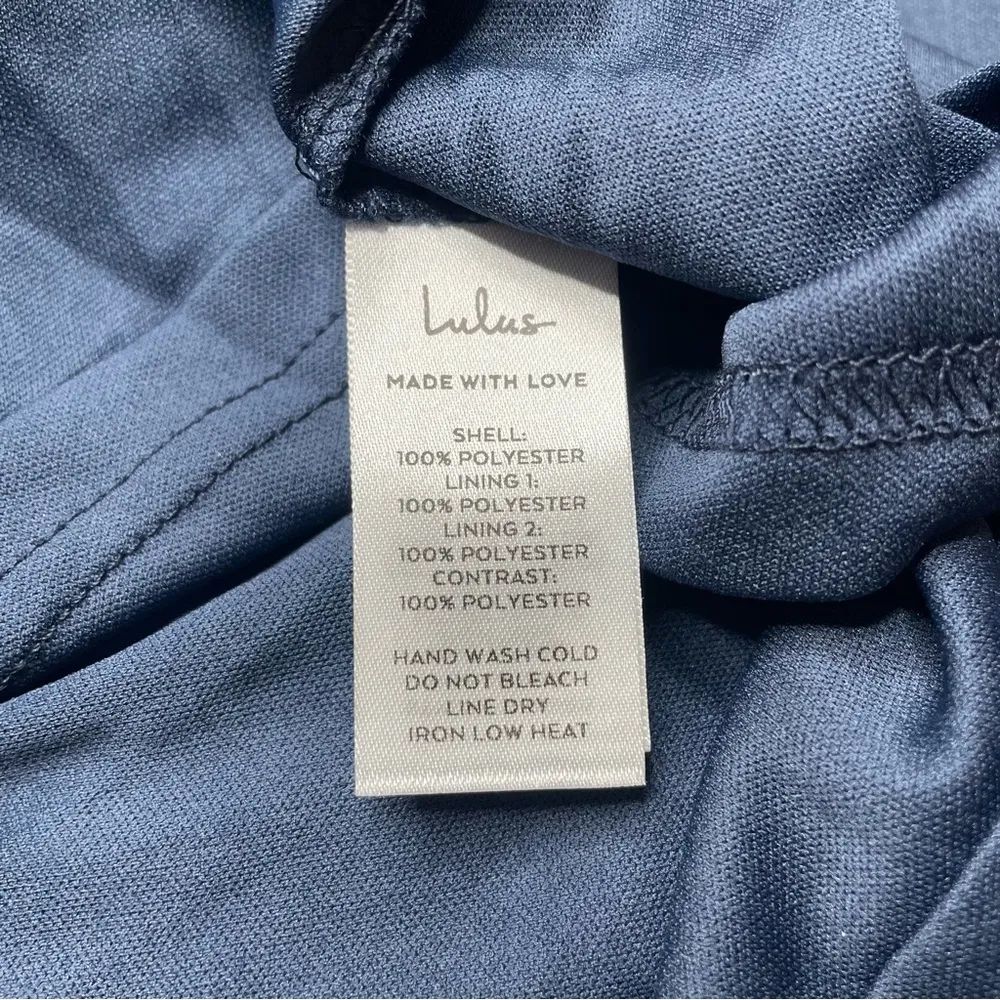 Lulus
MADE WITH LOVE
SHELL:
100% POLYESTER
LINING 1:
100% POLYESTER
LINING 2:
100% POLYESTER
CONTRAST:
100% POLYESTER
HAND WASH COLD
DO NOT BLEACH
LINE DRY
IRON LOW HEAT